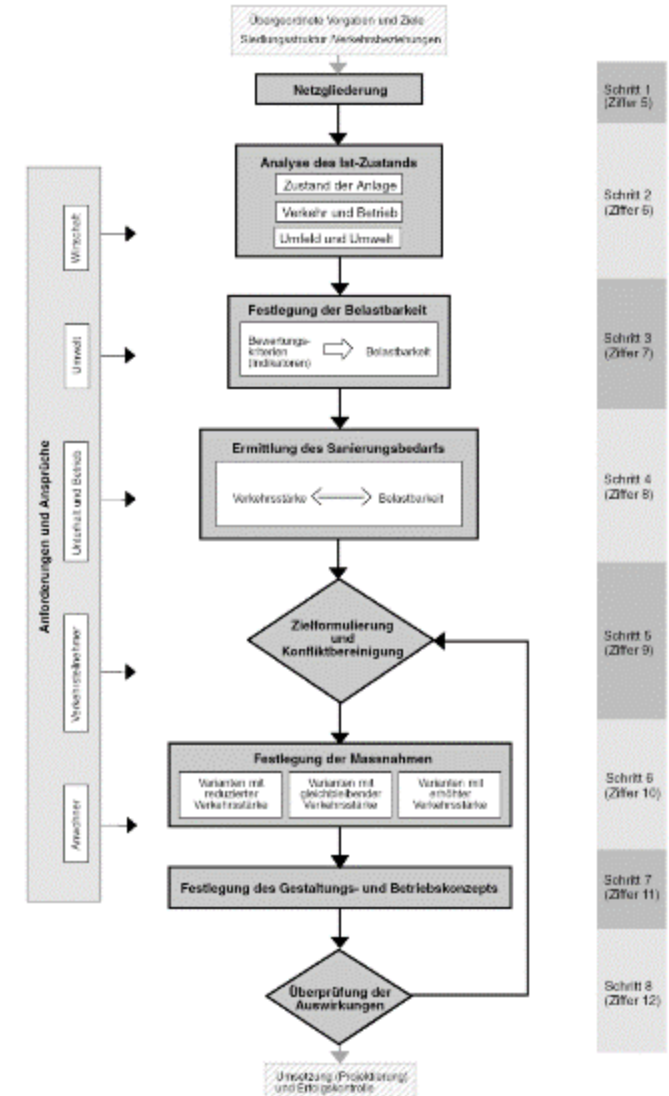 Übergeordnete Vorgaben und Ziele
Siedlungsstruktur /Verkehrsbeziehungen
Netzgliederung
Schritt 1
(Ziffer 5)
Analyse des Ist-Zustands
Zustand der Anlage
Verkehr und Betrieb
Umfeld und Umwelt
Schritt 2
(Ziffer 6)
Festlegung der Belastbarkeit
Bewertungs-
kriterien
(Indikatoren)
Belastbarkeit
Schritt 3
(Ziffer 7)
Ermittlung des Sanierungsbedarfs
Verkehrsstärke
Belastbarkeit
Schritt 4
(Ziffer 8)
Zielformulierung
und
Konfliktbereinigung
Schritt 5
(Ziffer 9)
Festlegung der Massnahmen
Varianten mit
reduzierter
Verkehrsstärke
Varianten mit
gleichbleibender
Verkehrsstärke
Varianten mit
erhöhter
Verkehrsstärke
Schritt 6
(Ziffer 10)
Festlegung des Gestaltungs- und Betriebskonzepts
Schritt 7
(Ziffer 11)
Überprüfung der
Auswirkungen
Schritt 8
(Ziffer 12)
Umsetzung (Projektierung)
und Erfolgskontrolle
Anforderungen und Ansprüche
Wirtschaft
Umwelt
Unterhalt und Betrieb
Verkehrsteilnehmer
Anwohner